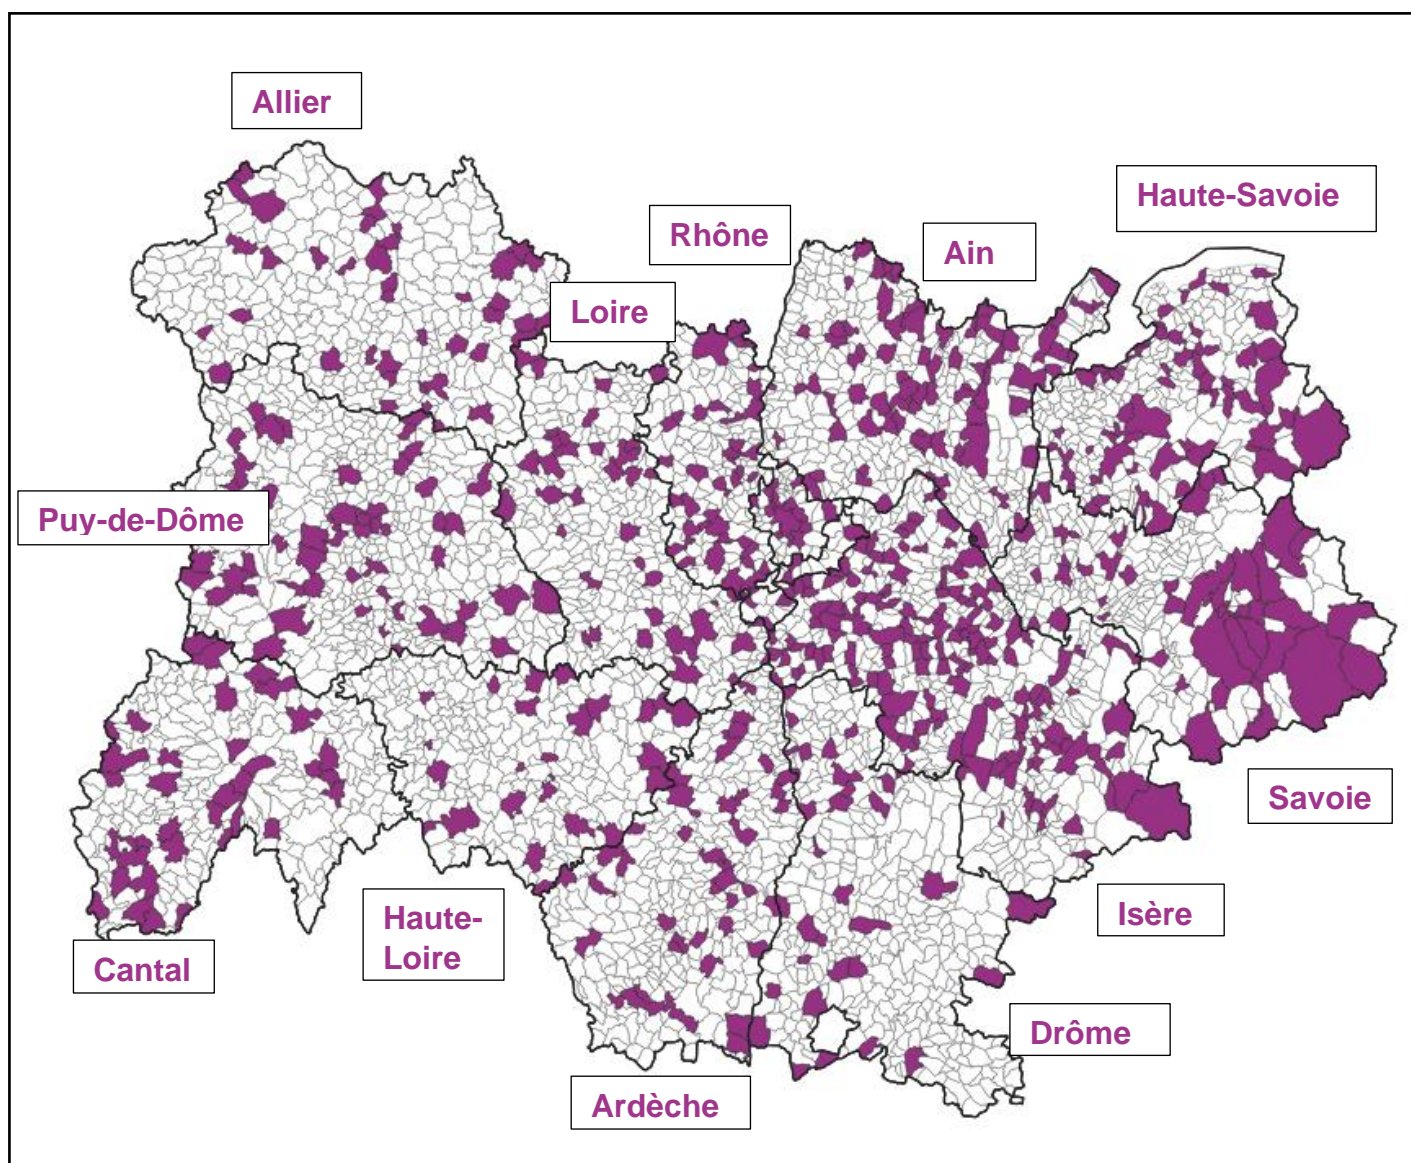 Allier
Haute-Savoie
Rhône
Ain
Loire
Puy-de-Dôme
Savoie
Haute-
Loire
Isère
Cantal
Drôme
Ardèche